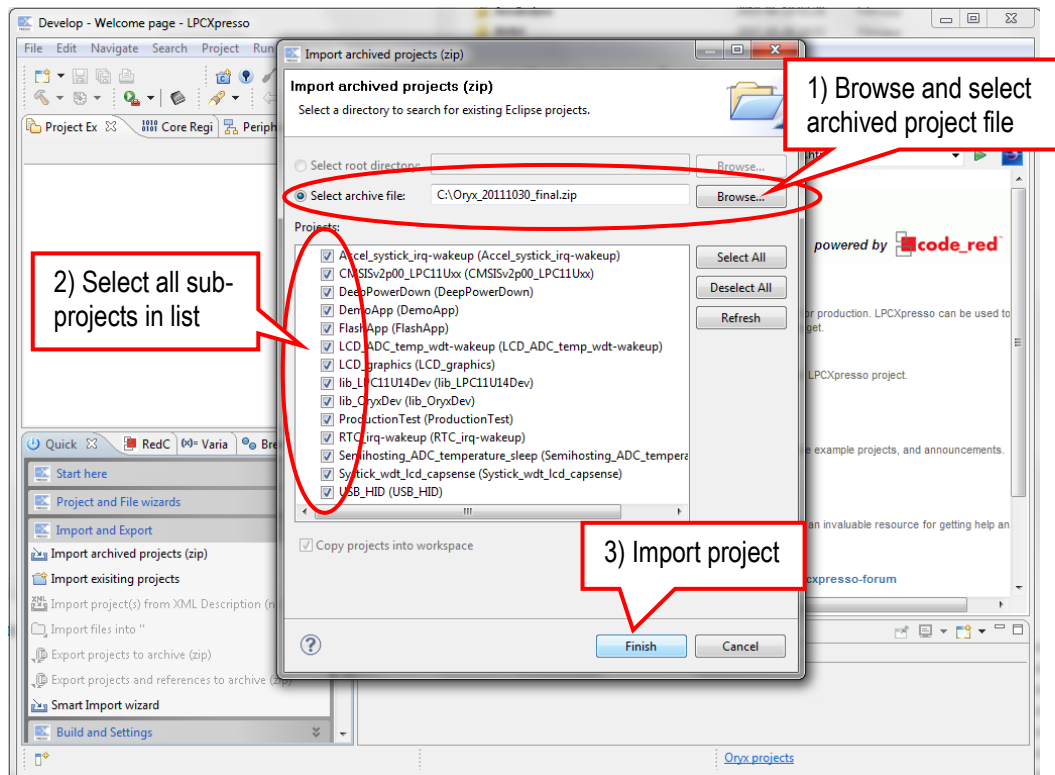 Develop - Welcome page - LPCXpresso
File Edit Navigate Search Project Run
Project Ex
Core Regi
Periph
Import archived projects (zip)
Import archived projects (zip)
Select a directory to search for existing Eclipse projects.
Select root directory:
Browse...
Select archive file:
C:\Oryx_20111030_final.zip
Browse...
Projects:
Accel_systick_irq-wakeup (Accel_systick_irq-wakeup)
CMSISv2p00_LPC11Uxx (CMSISv2p00_LPC11Uxx)
DeepPowerDown (DeepPowerDown)
DemoApp (DemoApp)
FlashApp (FlashApp)
LCD_ADC_temp_wdt-wakeup (LCD_ADC_temp_wdt-wakeup)
LCD_graphics (LCD_graphics)
lib_LPC11U14Dev (lib_LPC11U14Dev)
lib_OryxDev (lib_OryxDev)
ProductionTest (ProductionTest)
RTC_irq-wakeup (RTC_irq-wakeup)
Semihosting_ADC_temperature_sleep (Semihosting_ADC_tempera
Systick_wdt_lcd_capsense (Systick_wdt_lcd_capsense)
USB_HID (USB_HID)
Select All
Deselect All
Refresh
Copy projects into workspace
Finish
Cancel
1) Browse and select
archived project file
2) Select all sub-
projects in list
3) Import project
powered by code_red
or production. LPCXpresso can be used to
get.
LPCXpresso project.
e example projects, and announcements.
an invaluable resource for getting help an
cxpresso-forum
Quick
RedC
(x)= Varia
Bre
Start here
Project and File wizards
Import and Export
Import archived projects (zip)
Import exisiting projects
Import project(s) from XML Description (n
Import files into ''
Export projects to archive (zip)
Export projects and references to archive (zip)
Smart Import wizard
Build and Settings
Oryx projects